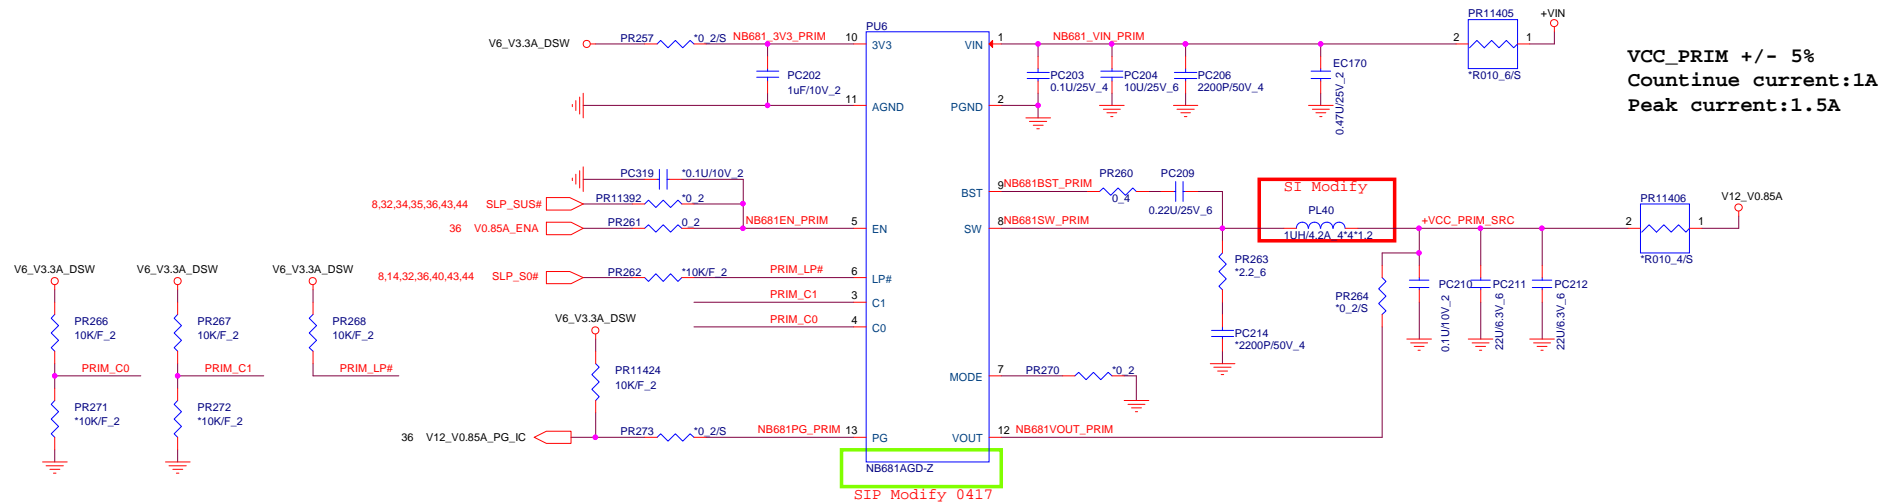 PU6
V6_V3.3A_DSW
PR257
*0_2/S
NB681_3V3_PRIM
10
3V3
PC202
1uF/10V_2
11
AGND
VIN
1
NB681_VIN_PRIM
PC203
0.1U/25V_4
PC204
10U/25V_6
PC206
2200P/50V_4
EC170
0.47U/25V_2
2
PR11405
1
+VIN
*R010_6/S
PGND
2
VCC_PRIM +/- 5%
Countinue current:1A
Peak current:1.5A
PC319
*0.1U/10V_2
8,32,34,35,36,43,44
SLP_SUS#
PR11392
*0_2
36
V0.85A_ENA
PR261
0_2
NB681EN_PRIM
5
EN
BST
9
NB681BST_PRIM
PR260
0_4
PC209
0.22U/25V_6
SW
8
NB681SW_PRIM
SI Modify
PL40
1UH/4.2A_4*4*1.2
+VCC_PRIM_SRC
2
PR11406
1
V12_V0.85A
*R010_4/S
8,14,32,36,40,43,44
SLP_S0#
PR262
*10K/F_2
PRIM_LP#
6
LP#
PRIM_C1
3
C1
PRIM_C0
4
C0
PR263
*2.2_6
PC214
*2200P/50V_4
PR264
*0_2/S
PC210
0.1U/10V_2
PC211
22U/6.3V_6
PC212
22U/6.3V_6
V6_V3.3A_DSW
V6_V3.3A_DSW
V6_V3.3A_DSW
PR266
10K/F_2
PR267
10K/F_2
PR268
10K/F_2
PRIM_C0
PRIM_C1
PRIM_LP#
PR271
*10K/F_2
PR272
*10K/F_2
V6_V3.3A_DSW
PR11424
10K/F_2
MODE
7
PR270
*0_2
36
V12_V0.85A_PG_IC
PR273
*0_2/S
NB681PG_PRIM
13
PG
VOUT
12
NB681VOUT_PRIM
NB681AGD-Z
SIP Modify 0417